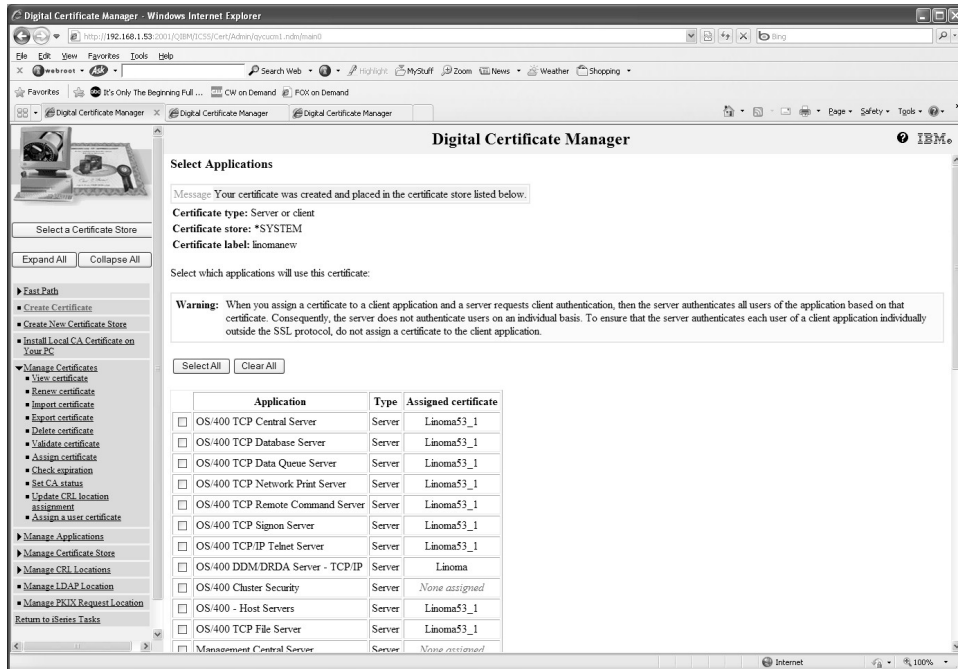 Digital Certificate Manager - Windows Internet Explorer
http://192.168.1.53:2001/QIBM/ICSS/Cert/Admin/qycucm1.ndm/main0
Bing
File Edit View Favorites Tools Help
webroot Ask Search Web Highlight MyStuff Zoom News Weather Shopping
Favorites It's Only The Beginning Full ... CW on Demand FOX on Demand
Digital Certificate Manager Digital Certificate Manager Digital Certificate Manager Page Safety Tools
Digital Certificate Manager
IBM
Select a Certificate Store
Expand All Collapse All
Fast Path
Create Certificate
Create New Certificate Store
Install Local CA Certificate on
Your PC
Manage Certificates
View certificate
Renew certificate
Import certificate
Export certificate
Delete certificate
Validate certificate
Assign certificate
Check expiration
Set CA status
Update CRL location
assignment
Assign a user certificate
Manage Applications
Manage Certificate Store
Manage CRL Locations
Manage LDAP Location
Manage PKIX Request Location
Return to iSeries Tasks
Select Applications
Message Your certificate was created and placed in the certificate store listed below.
Certificate type: Server or client
Certificate store: *SYSTEM
Certificate label: linomanew
Select which applications will use this certificate:
Warning: When you assign a certificate to a client application and a server requests client authentication, then the server authenticates all users of the application based on that
certificate. Consequently, the server does not authenticate users on an individual basis. To ensure that the server authenticates each user of a client application individually
outside the SSL protocol, do not assign a certificate to the client application.
Select All Clear All
Application Type Assigned certificate
OS/400 TCP Central Server Server Linoma53_1
OS/400 TCP Database Server Server Linoma53_1
OS/400 TCP Data Queue Server Server Linoma53_1
OS/400 TCP Network Print Server Server Linoma53_1
OS/400 TCP Remote Command Server Server Linoma53_1
OS/400 TCP Signon Server Server Linoma53_1
OS/400 TCP/IP Telnet Server Server Linoma53_1
OS/400 DDM/DRDA Server - TCP/IP Server Linoma
OS/400 Cluster Security Server None assigned
OS/400 - Host Servers Server Linoma53_1
OS/400 TCP File Server Server Linoma53_1
Management Central Server Server None assigned
Internet 100%